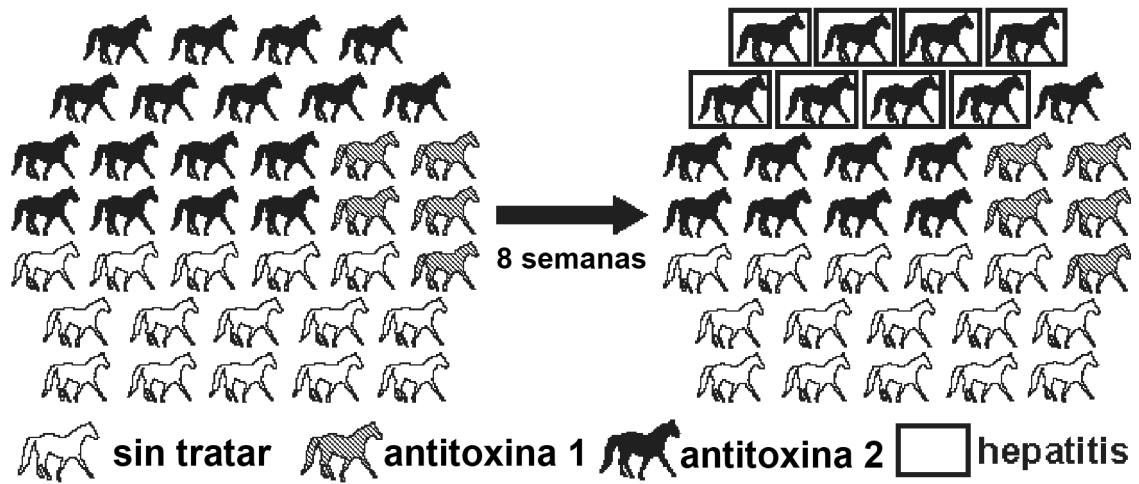 8 semanas
sin tratar antitoxina 1 antitoxina 2 hepatitis